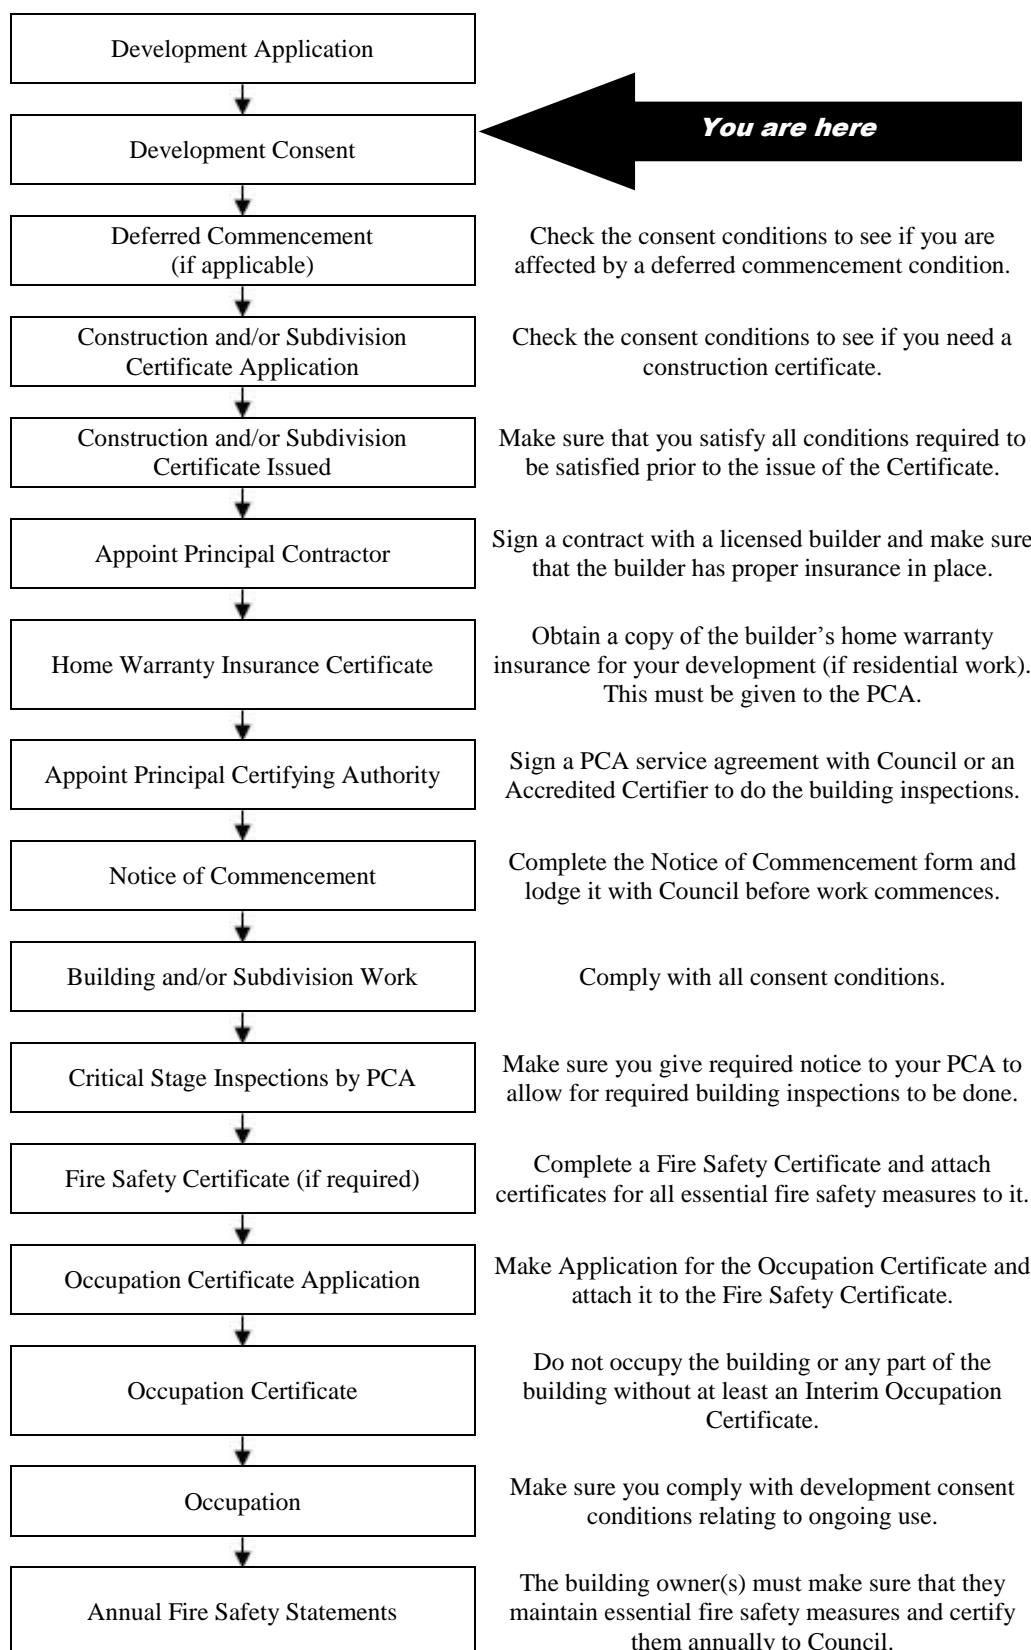 Development Application
Development Consent
You are here
Deferred Commencement
(if applicable)
Check the consent conditions to see if you are
affected by a deferred commencement condition.
Construction and/or Subdivision
Certificate Application
Check the consent conditions to see if you need a
construction certificate.
Construction and/or Subdivision
Certificate Issued
Make sure that you satisfy all conditions required to
be satisfied prior to the issue of the Certificate.
Appoint Principal Contractor
Sign a contract with a licensed builder and make sure
that the builder has proper insurance in place.
Home Warranty Insurance Certificate
Obtain a copy of the builder’s home warranty
insurance for your development (if residential work).
This must be given to the PCA.
Appoint Principal Certifying Authority
Sign a PCA service agreement with Council or an
Accredited Certifier to do the building inspections.
Notice of Commencement
Complete the Notice of Commencement form and
lodge it with Council before work commences.
Building and/or Subdivision Work
Comply with all consent conditions.
Critical Stage Inspections by PCA
Make sure you give required notice to your PCA to
allow for required building inspections to be done.
Fire Safety Certificate (if required)
Complete a Fire Safety Certificate and attach
certificates for all essential fire safety measures to it.
Occupation Certificate Application
Make Application for the Occupation Certificate and
attach it to the Fire Safety Certificate.
Occupation Certificate
Do not occupy the building or any part of the
building without at least an Interim Occupation
Certificate.
Occupation
Make sure you comply with development consent
conditions relating to ongoing use.
Annual Fire Safety Statements
The building owner(s) must make sure that they
maintain essential fire safety measures and certify
them annually to Council.